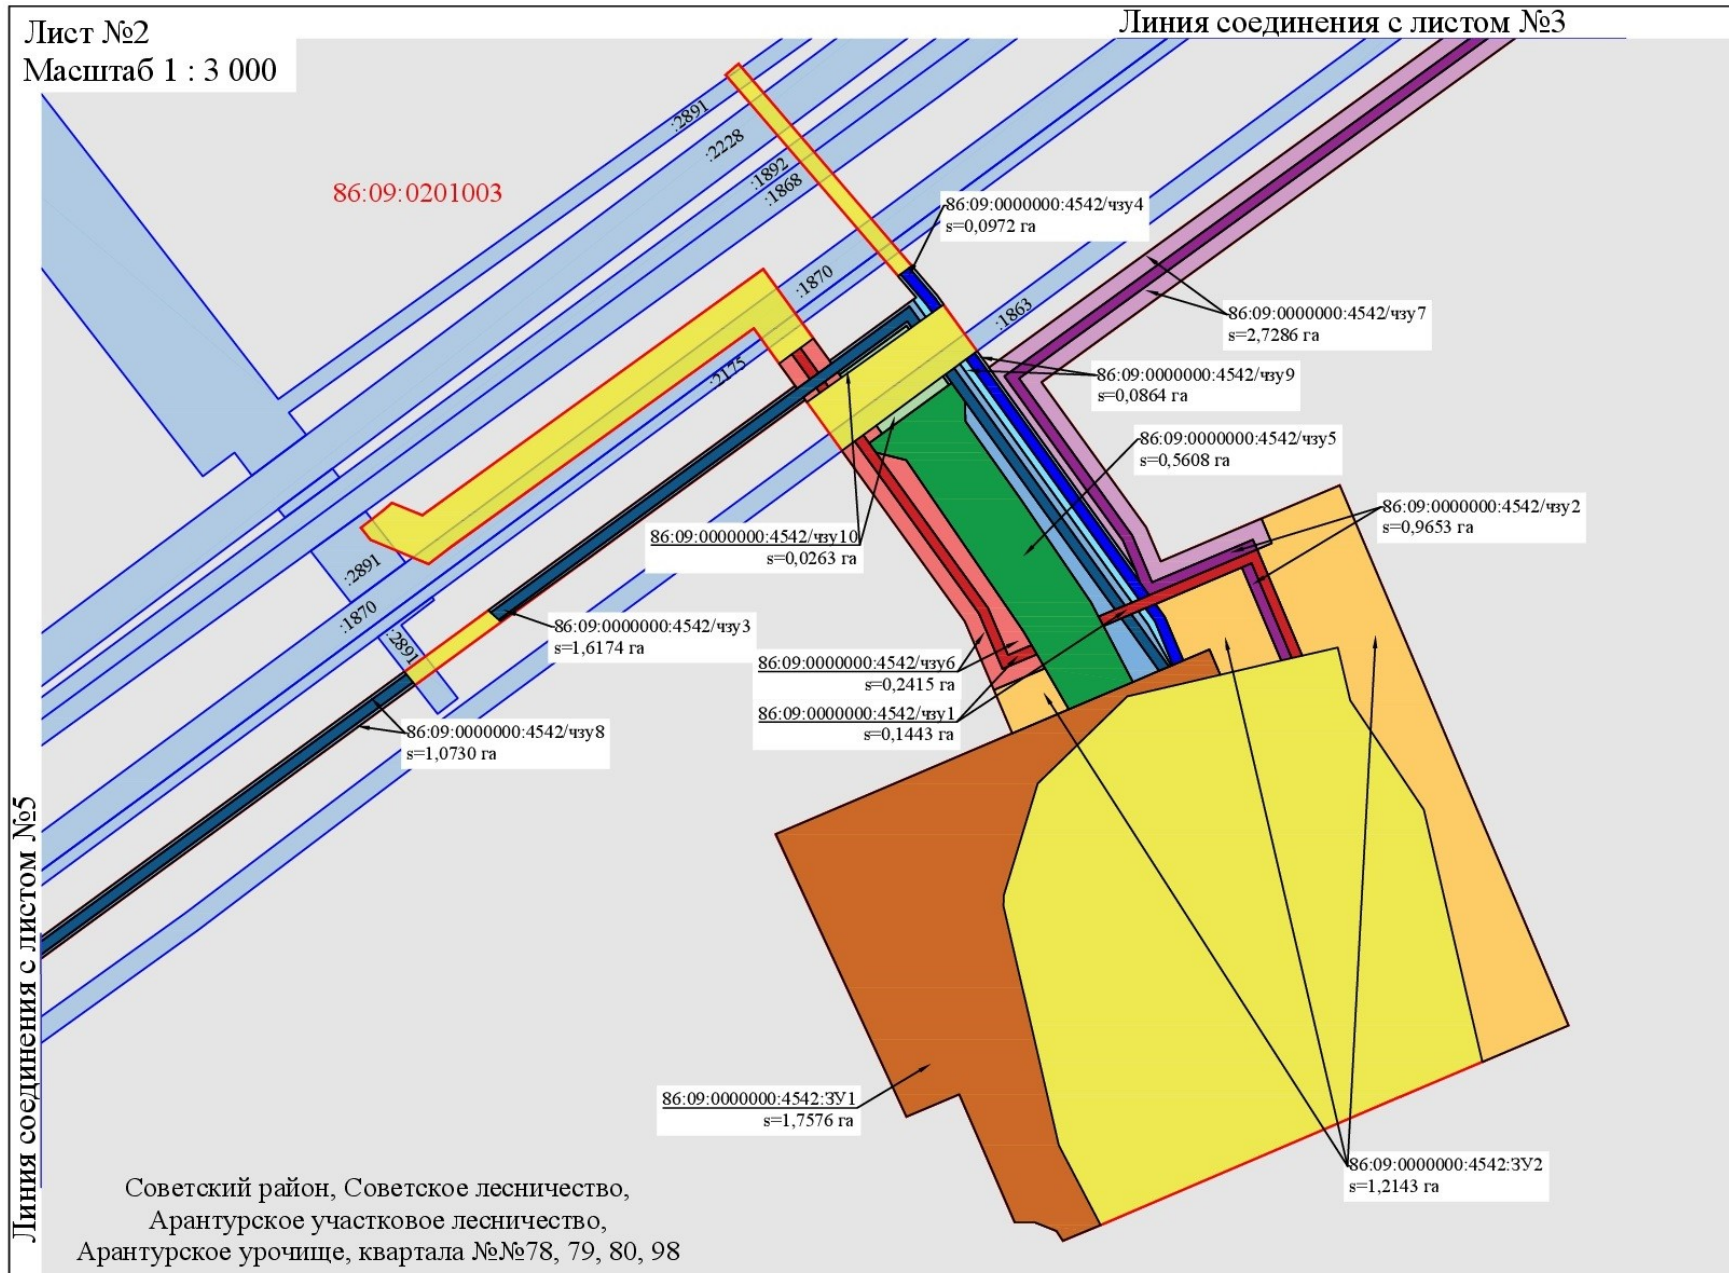 Лист №2
Масштаб 1 : 3 000
Линия соединения с листом №3
86:09:0201003
:2891
:2228
:1892
:1868
86:09:0000000:4542/чзу4
s=0,0972 га
:1870
:1863
86:09:0000000:4542/чзу7
s=2,7286 га
:2175
86:09:0000000:4542/чзу9
s=0,0864 га
86:09:0000000:4542/чзу5
s=0,5608 га
86:09:0000000:4542/чзу2
s=0,9653 га
86:09:0000000:4542/чзу10
s=0,0263 га
:2891
:1870
:2891
86:09:0000000:4542/чзу3
s=1,6174 га
86:09:0000000:4542/чзу6
s=0,2415 га
86:09:0000000:4542/чзу1
s=0,1443 га
86:09:0000000:4542/чзу8
s=1,0730 га
Линия соединения с листом №5
86:09:0000000:4542:ЗУ1
s=1,7576 га
86:09:0000000:4542:ЗУ2
s=1,2143 га
Советский район, Советское лесничество,
Арантурское участковое лесничество,
Арантурское урочище, квартала №№78, 79, 80, 98